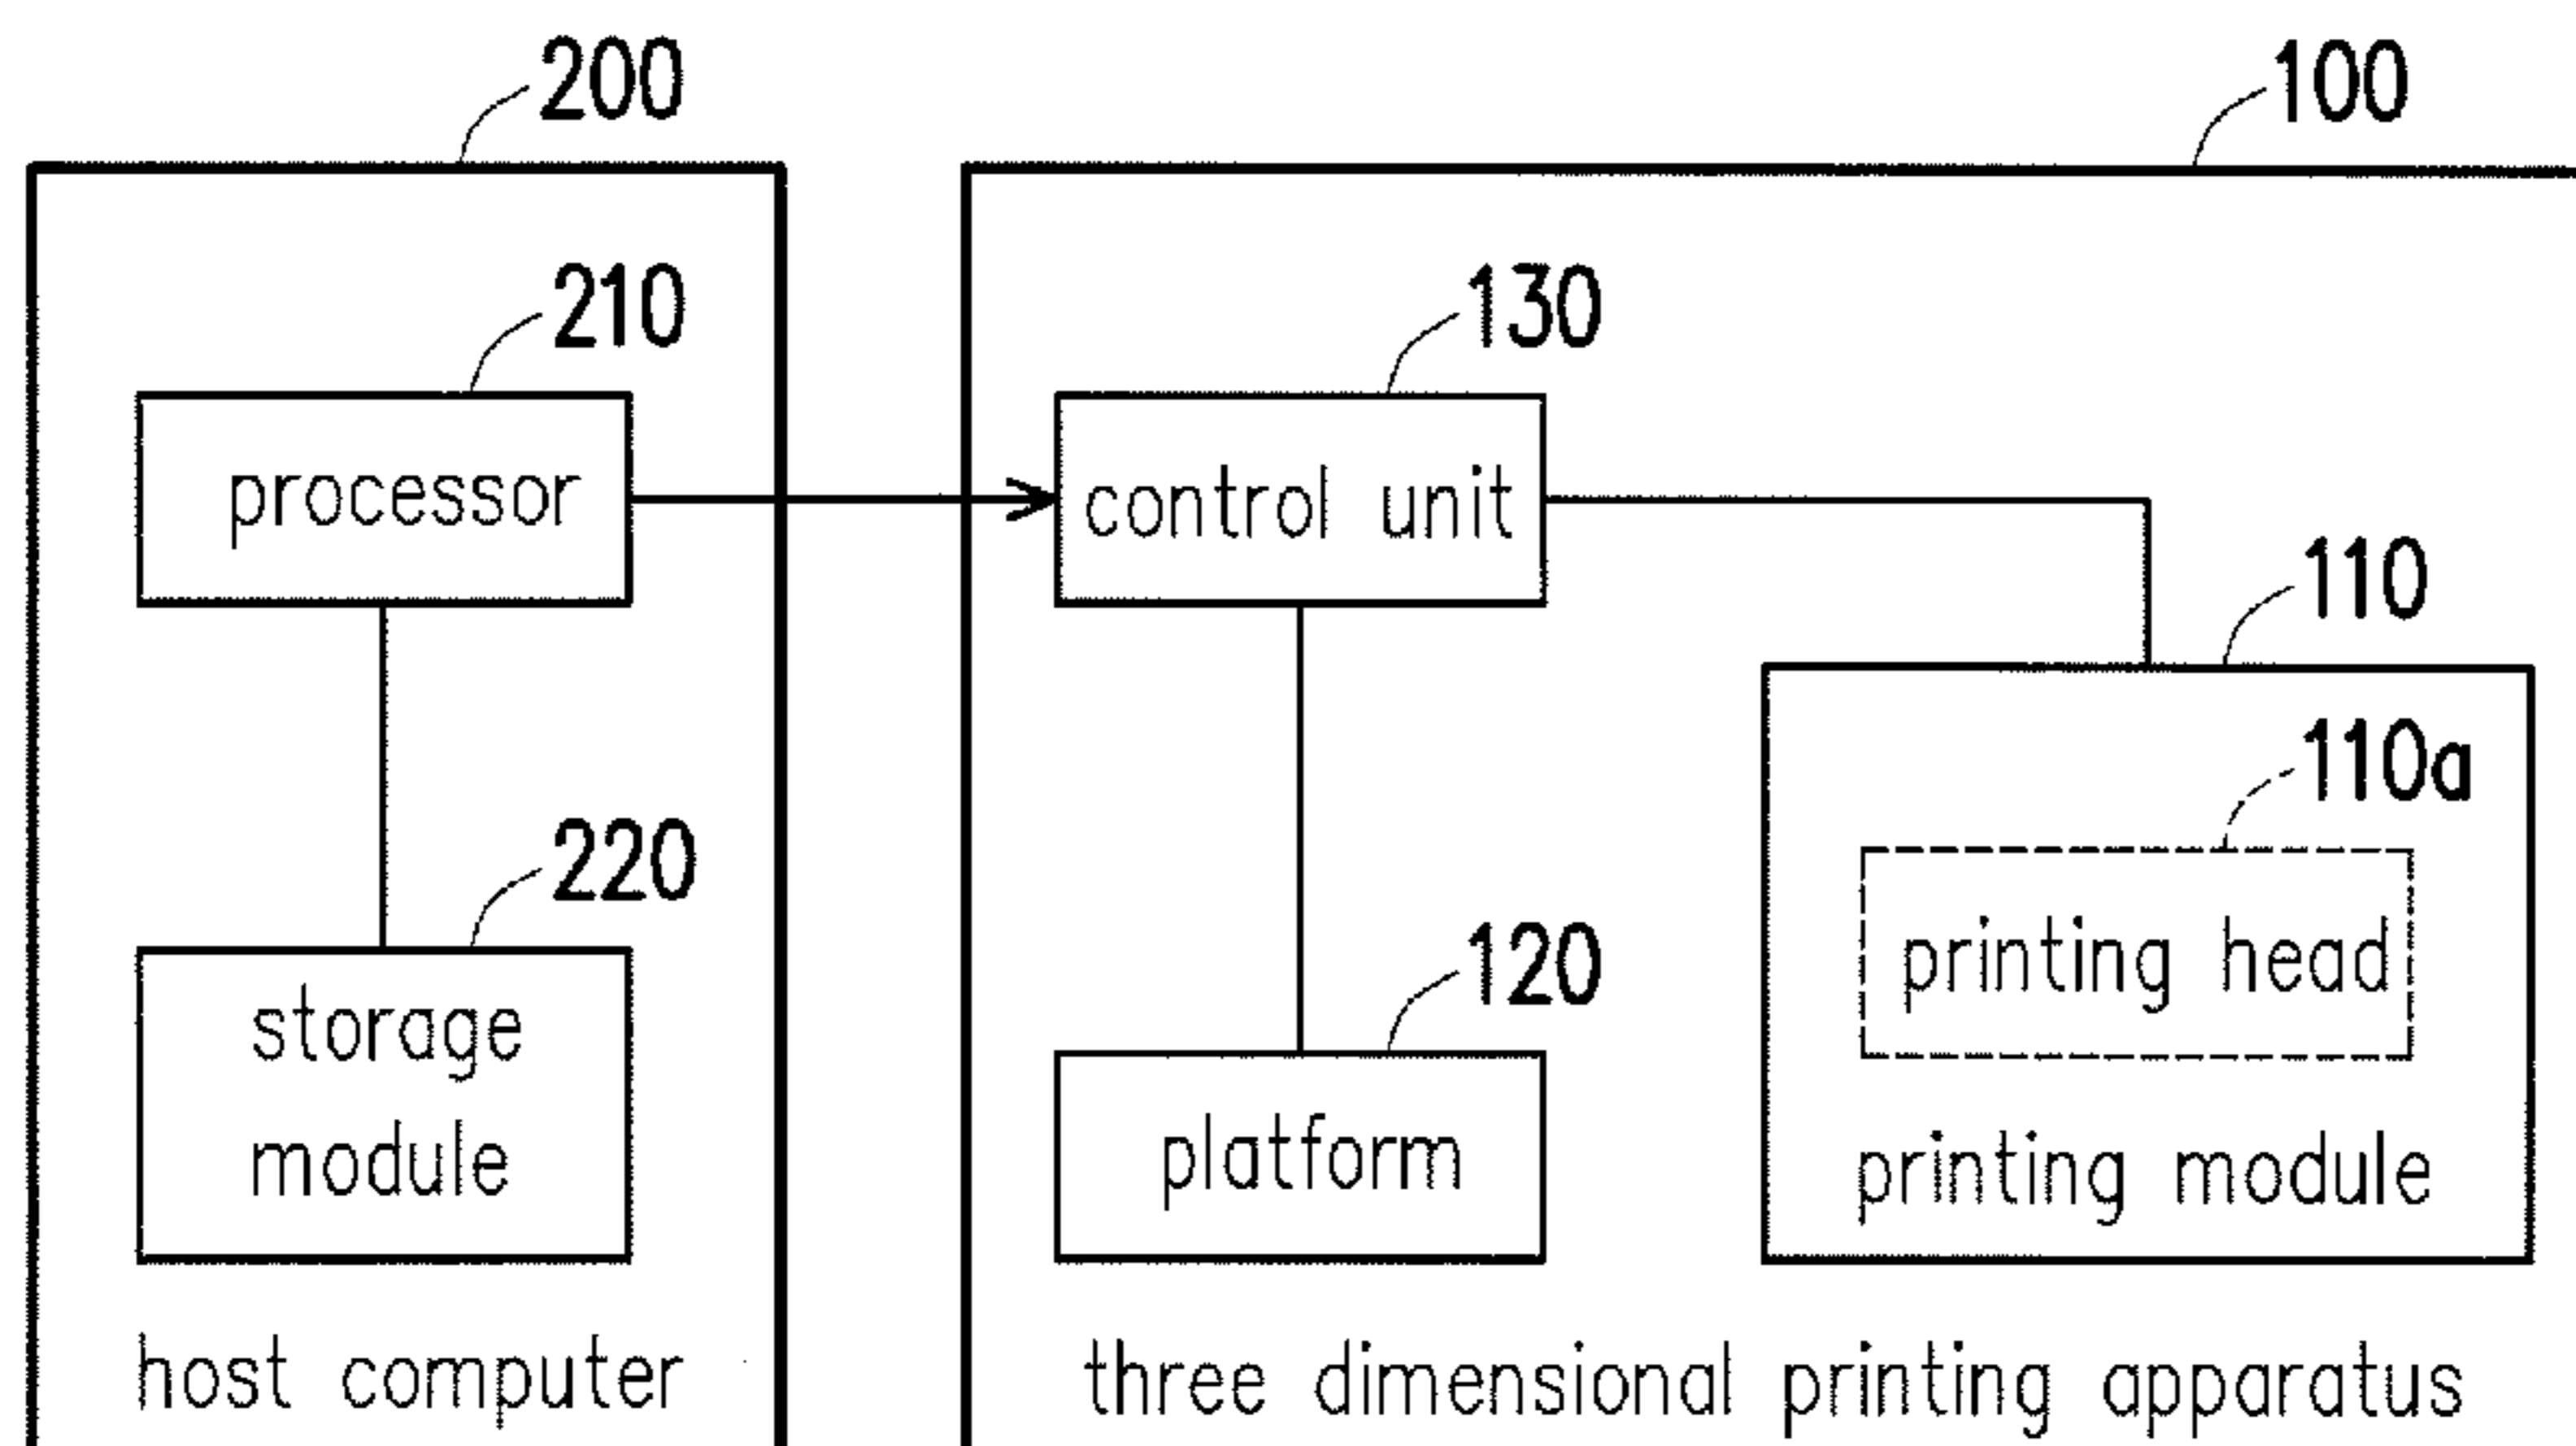 200
100
210
130
processor
control unit
110
110a
220
printing head
120
storage
module
platform
printing module
host computer
three dimensional printing apparatus